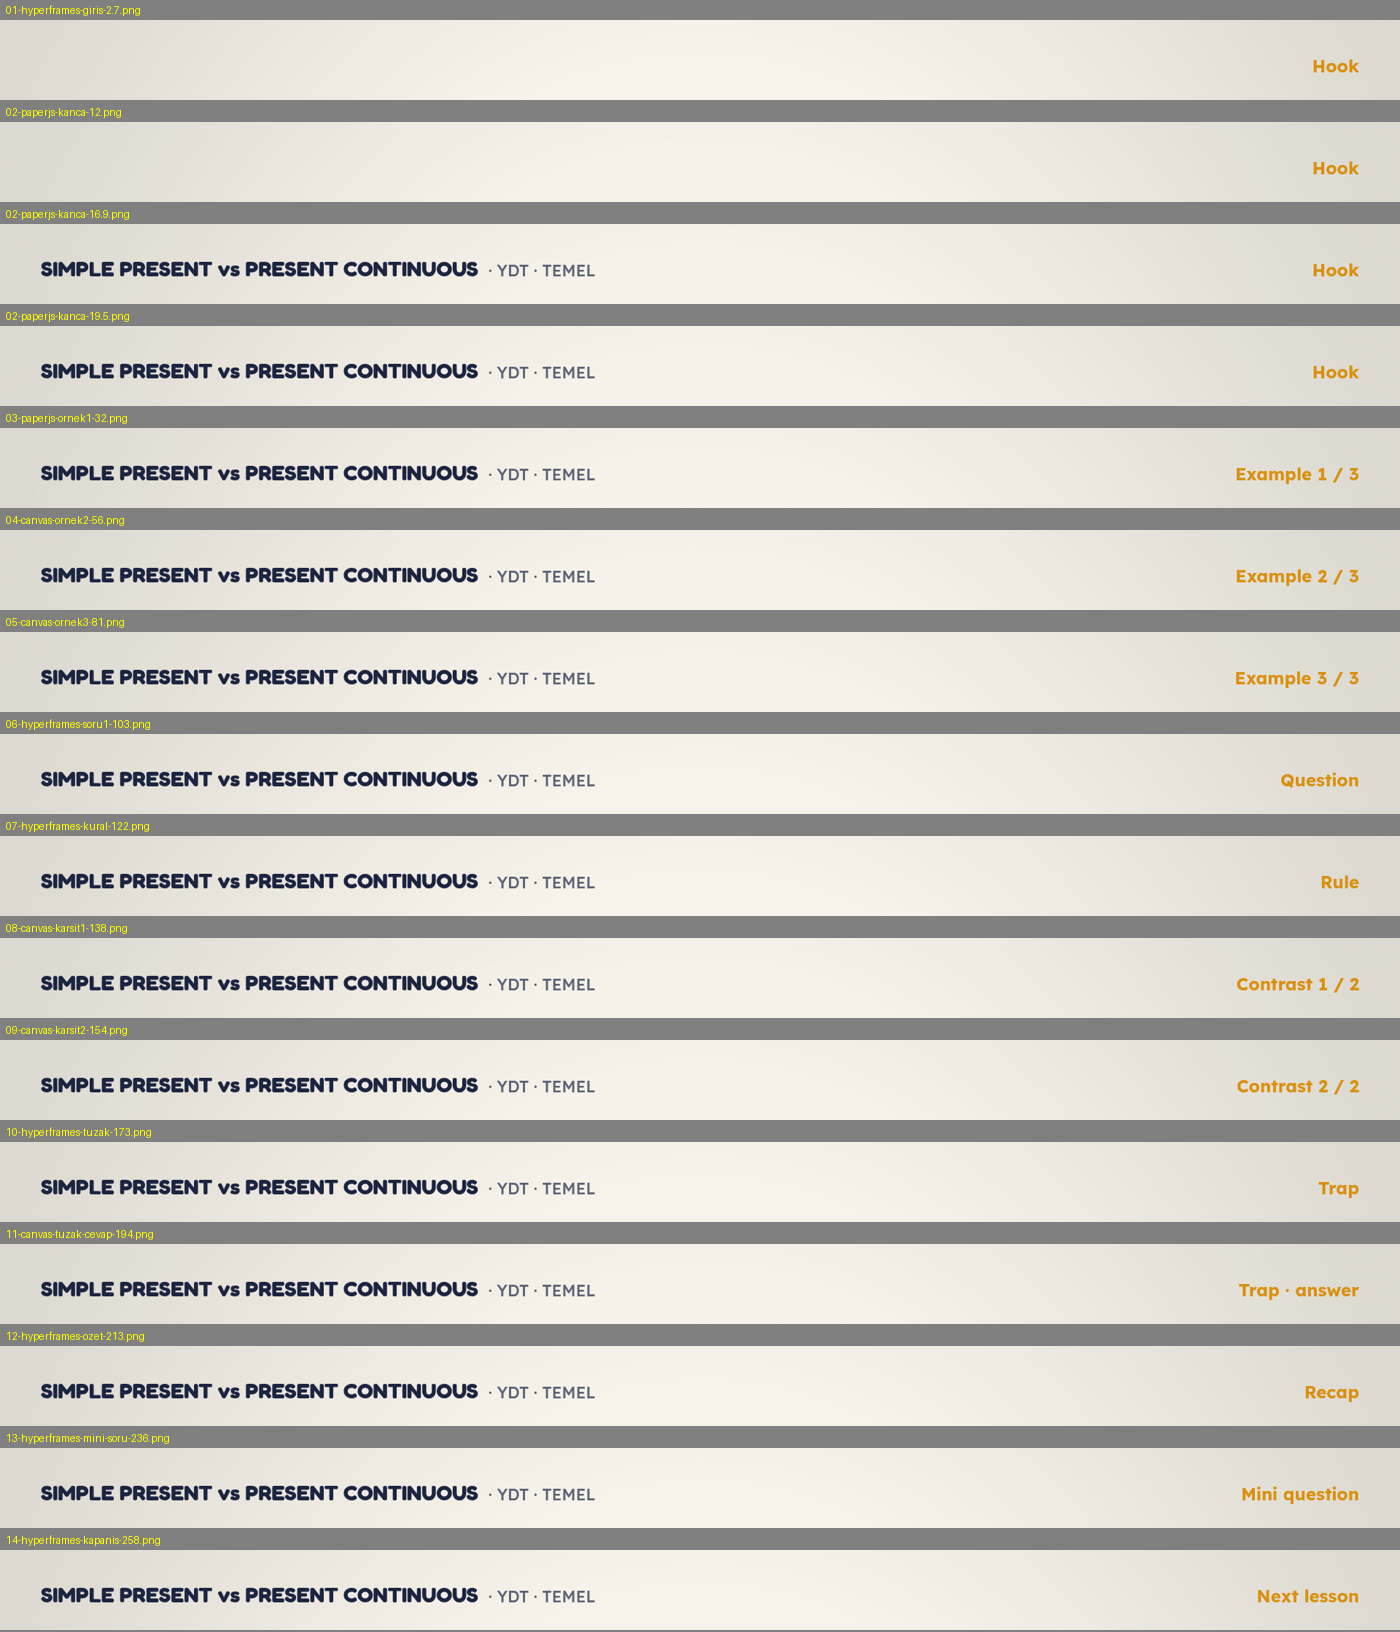 01-hyperframes-giris-2.7.png
Hook
02-paperjs-kanca-12.png
Hook
02-paperjs-kanca-16.9.png
SIMPLE PRESENT vs PRESENT CONTINUOUS · YDT · TEMEL Hook
02-paperjs-kanca-19.5.png
SIMPLE PRESENT vs PRESENT CONTINUOUS · YDT · TEMEL Hook
03-paperjs-ornek1-32.png
SIMPLE PRESENT vs PRESENT CONTINUOUS · YDT · TEMEL Example 1 / 3
04-canvas-ornek2-56.png
SIMPLE PRESENT vs PRESENT CONTINUOUS · YDT · TEMEL Example 2 / 3
05-canvas-ornek3-81.png
SIMPLE PRESENT vs PRESENT CONTINUOUS · YDT · TEMEL Example 3 / 3
06-hyperframes-soru1-103.png
SIMPLE PRESENT vs PRESENT CONTINUOUS · YDT · TEMEL Question
07-hyperframes-kural-122.png
SIMPLE PRESENT vs PRESENT CONTINUOUS · YDT · TEMEL Rule
08-canvas-karsit1-138.png
SIMPLE PRESENT vs PRESENT CONTINUOUS · YDT · TEMEL Contrast 1 / 2
09-canvas-karsit2-154.png
SIMPLE PRESENT vs PRESENT CONTINUOUS · YDT · TEMEL Contrast 2 / 2
10-hyperframes-tuzak-173.png
SIMPLE PRESENT vs PRESENT CONTINUOUS · YDT · TEMEL Trap
11-canvas-tuzak-cevap-194.png
SIMPLE PRESENT vs PRESENT CONTINUOUS · YDT · TEMEL Trap · answer
12-hyperframes-ozet-213.png
SIMPLE PRESENT vs PRESENT CONTINUOUS · YDT · TEMEL Recap
13-hyperframes-mini-soru-236.png
SIMPLE PRESENT vs PRESENT CONTINUOUS · YDT · TEMEL Mini question
14-hyperframes-kapanis-258.png
SIMPLE PRESENT vs PRESENT CONTINUOUS · YDT · TEMEL Next lesson